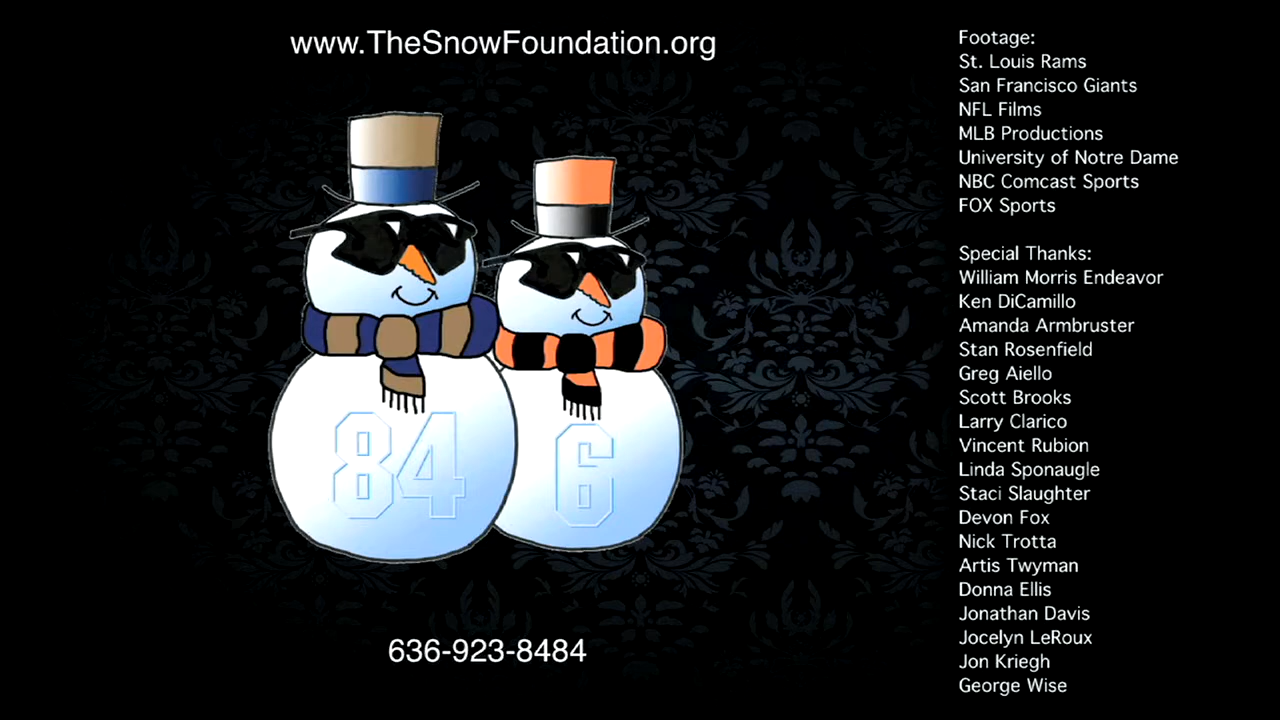 www.TheSnowFoundation.org
84
6
636-923-8484
Footage:
St. Louis Rams
San Francisco Giants
NFL Films
MLB Productions
University of Notre Dame
NBC Comcast Sports
FOX Sports
Special Thanks:
William Morris Endeavor
Ken DiCamillo
Amanda Armbruster
Stan Rosenfield
Greg Aiello
Scott Brooks
Larry Clarico
Vincent Rubion
Linda Sponaugle
Staci Slaughter
Devon Fox
Nick Trotta
Artis Twyman
Donna Ellis
Jonathan Davis
Jocelyn LeRoux
Jon Kriegh
George Wise